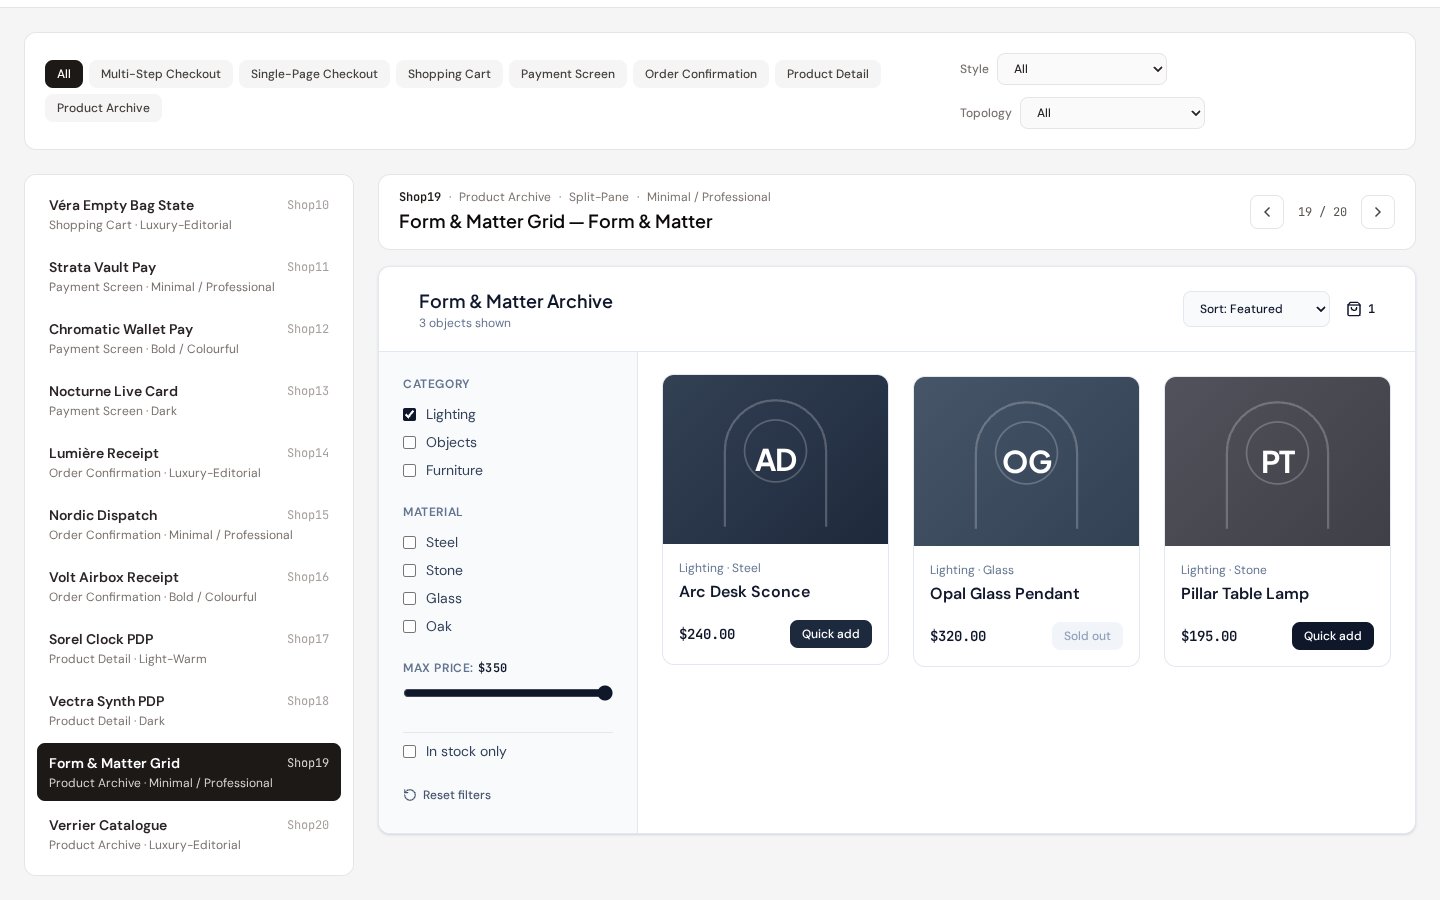 All
Multi-Step Checkout
Single-Page Checkout
Shopping Cart
Payment Screen
Order Confirmation
Product Detail
Product Archive
Style
All
Topology
All
Véra Empty Bag State
Shop10
Shopping Cart · Luxury-Editorial
Strata Vault Pay
Shop11
Payment Screen · Minimal / Professional
Chromatic Wallet Pay
Shop12
Payment Screen · Bold / Colourful
Nocturne Live Card
Shop13
Payment Screen · Dark
Lumière Receipt
Shop14
Order Confirmation · Luxury-Editorial
Nordic Dispatch
Shop15
Order Confirmation · Minimal / Professional
Volt Airbox Receipt
Shop16
Order Confirmation · Bold / Colourful
Sorel Clock PDP
Shop17
Product Detail · Light-Warm
Vectra Synth PDP
Shop18
Product Detail · Dark
Form & Matter Grid
Shop19
Product Archive · Minimal / Professional
Verrier Catalogue
Shop20
Product Archive · Luxury-Editorial
Shop19 · Product Archive · Split-Pane · Minimal / Professional
Form & Matter Grid — Form & Matter
19 / 20
Form & Matter Archive
3 objects shown
Sort: Featured
1
CATEGORY
Lighting
Objects
Furniture
MATERIAL
Steel
Stone
Glass
Oak
MAX PRICE: $350
In stock only
Reset filters
AD
Lighting · Steel
Arc Desk Sconce
$240.00
Quick add
OG
Lighting · Glass
Opal Glass Pendant
$320.00
Sold out
PT
Lighting · Stone
Pillar Table Lamp
$195.00
Quick add